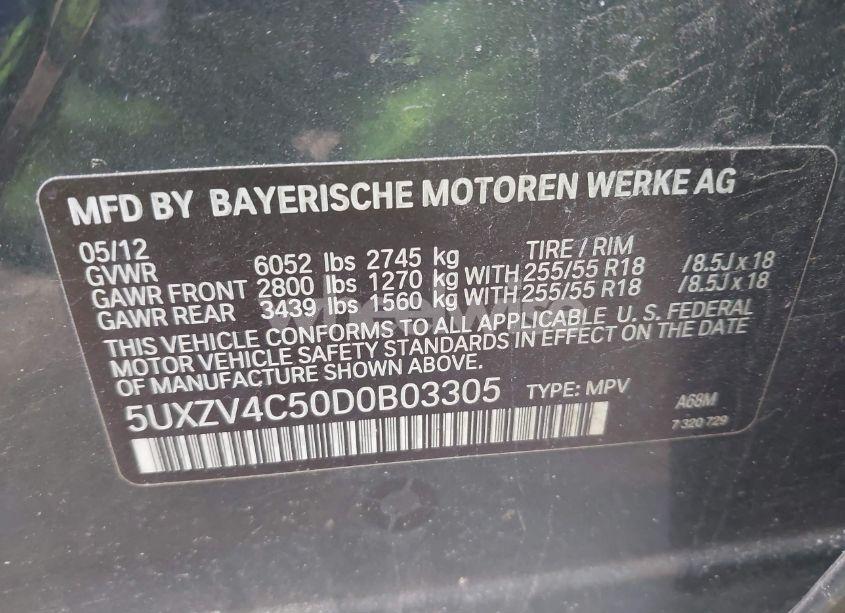 MFD BY BAYERISCHE MOTOREN WERKE AG
05/12 TIRE / RIM
GVWR 6052 lbs 2745 kg
GAWR FRONT 2800 lbs 1270 kg WITH 255/55 R18 /8.5J x 18
GAWR REAR 3439 lbs 1560 kg WITH 255/55 R18 /8.5J x 18
THIS VEHICLE CONFORMS TO ALL APPLICABLE U. S. FEDERAL
MOTOR VEHICLE SAFETY STANDARDS IN EFFECT ON THE DATE
OF MANUFACTURE SHOWN ABOVE.
5UXZV4C50D0B03305 TYPE: MPV A68M
7 320 729